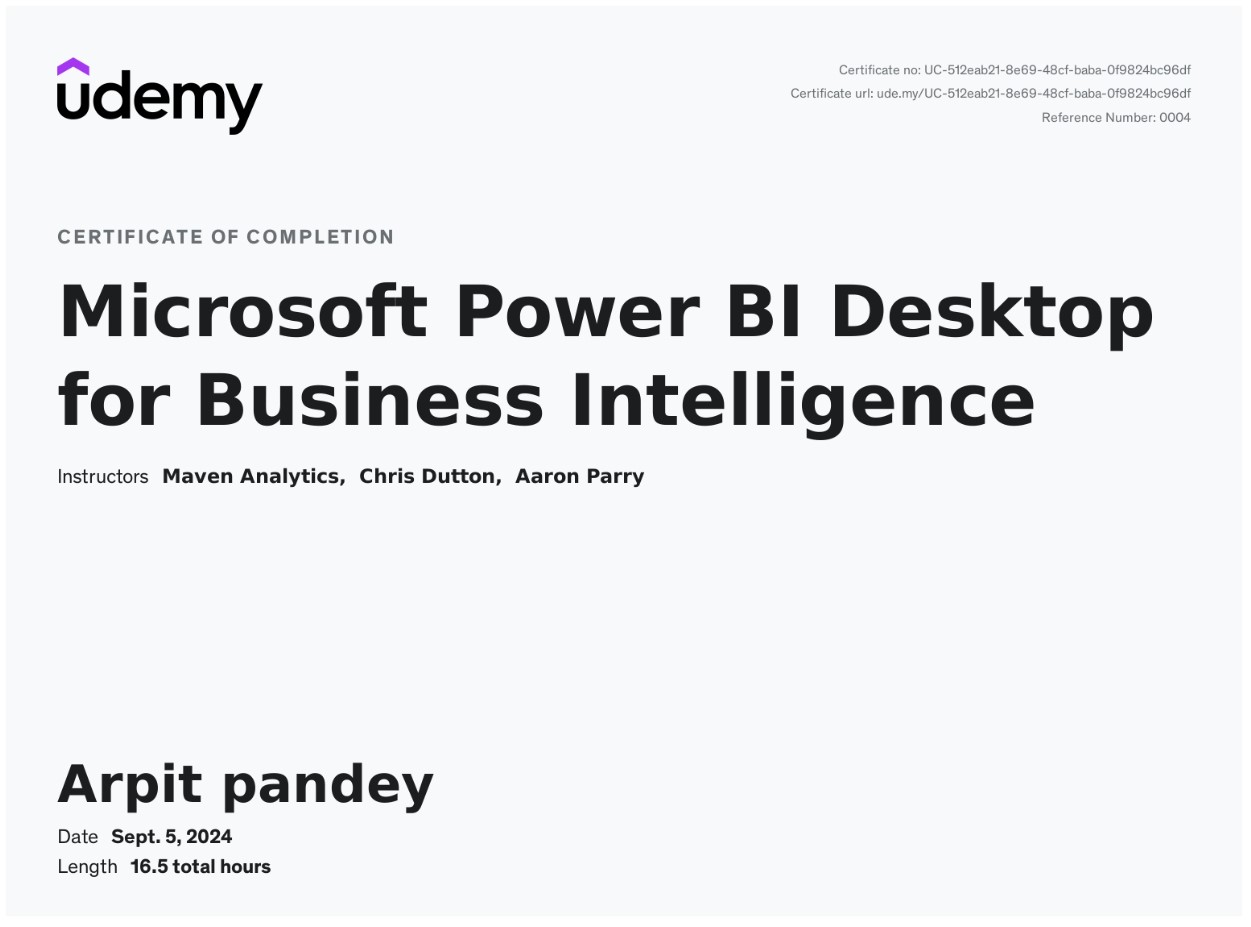 udemy
Certificate no: UC-512eab21-8e69-48cf-baba-0f9824bc96df
Certificate url: ude.my/UC-512eab21-8e69-48cf-baba-0f9824bc96df
Reference Number: 0004
CERTIFICATE OF COMPLETION
Microsoft Power BI Desktop
for Business Intelligence
Instructors Maven Analytics, Chris Dutton, Aaron Parry
Arpit pandey
Date Sept. 5, 2024
Length 16.5 total hours